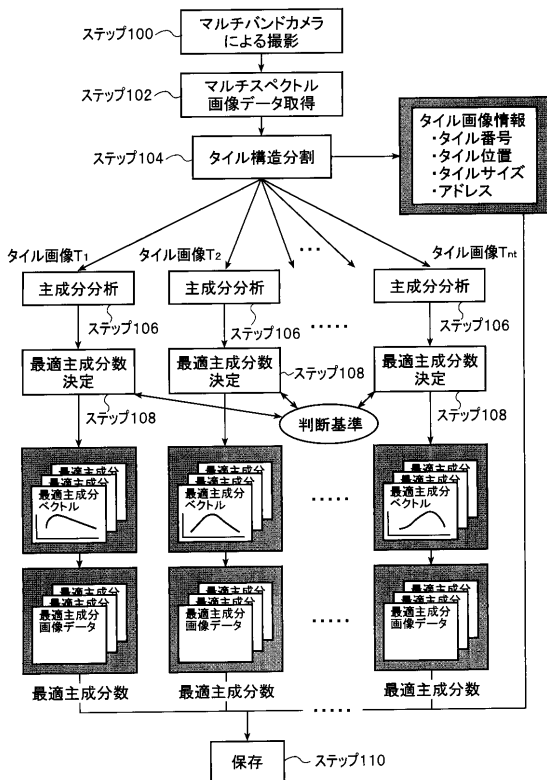 ステップ100
マルチバンドカメラ
による撮影
ステップ102
マルチスペクトル
画像データ取得
ステップ104
タイル構造分割
タイル画像情報
・タイル番号
・タイル位置
・タイルサイズ
・アドレス
タイル画像T1
タイル画像T2
・・・
タイル画像Tnt
主成分分析
主成分分析
主成分分析
ステップ106
ステップ106
・・・・・
ステップ106
最適主成分数
決定
最適主成分数
決定
ステップ108
最適主成分数
決定
ステップ108
判断基準
ステップ108
最適主成分
最適主成分
最適主成分
ベクトル
最適主成分
最適主成分
最適主成分
ベクトル
・・・・・
最適主成分
最適主成分
最適主成分
ベクトル
最適主成分
最適主成分
最適主成分
画像データ
最適主成分
最適主成分
最適主成分
画像データ
・・・・・
最適主成分
最適主成分
最適主成分
画像データ
最適主成分数
最適主成分数
・・・・・
最適主成分数
・・・・・
保存
ステップ110